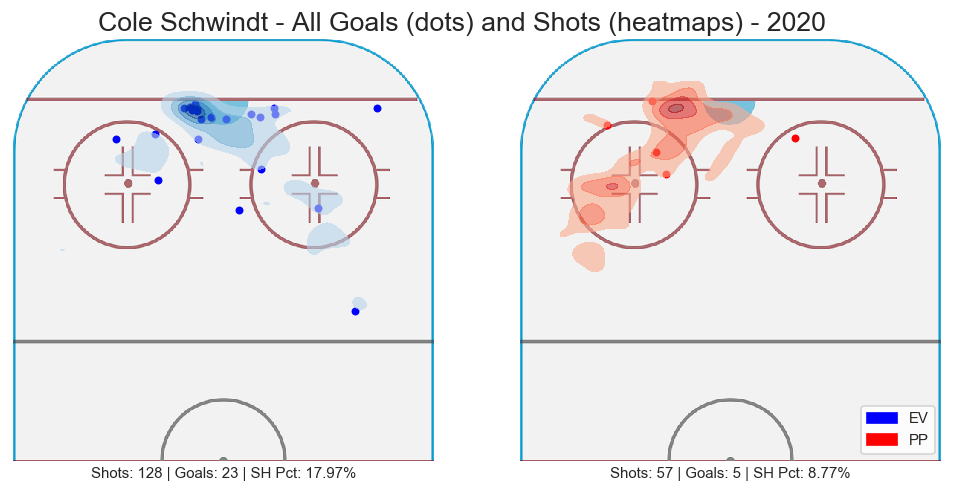 Cole Schwindt - All Goals (dots) and Shots (heatmaps) - 2020
EV
PP
Shots: 128 | Goals: 23 | SH Pct: 17.97%
Shots: 57 | Goals: 5 | SH Pct: 8.77%